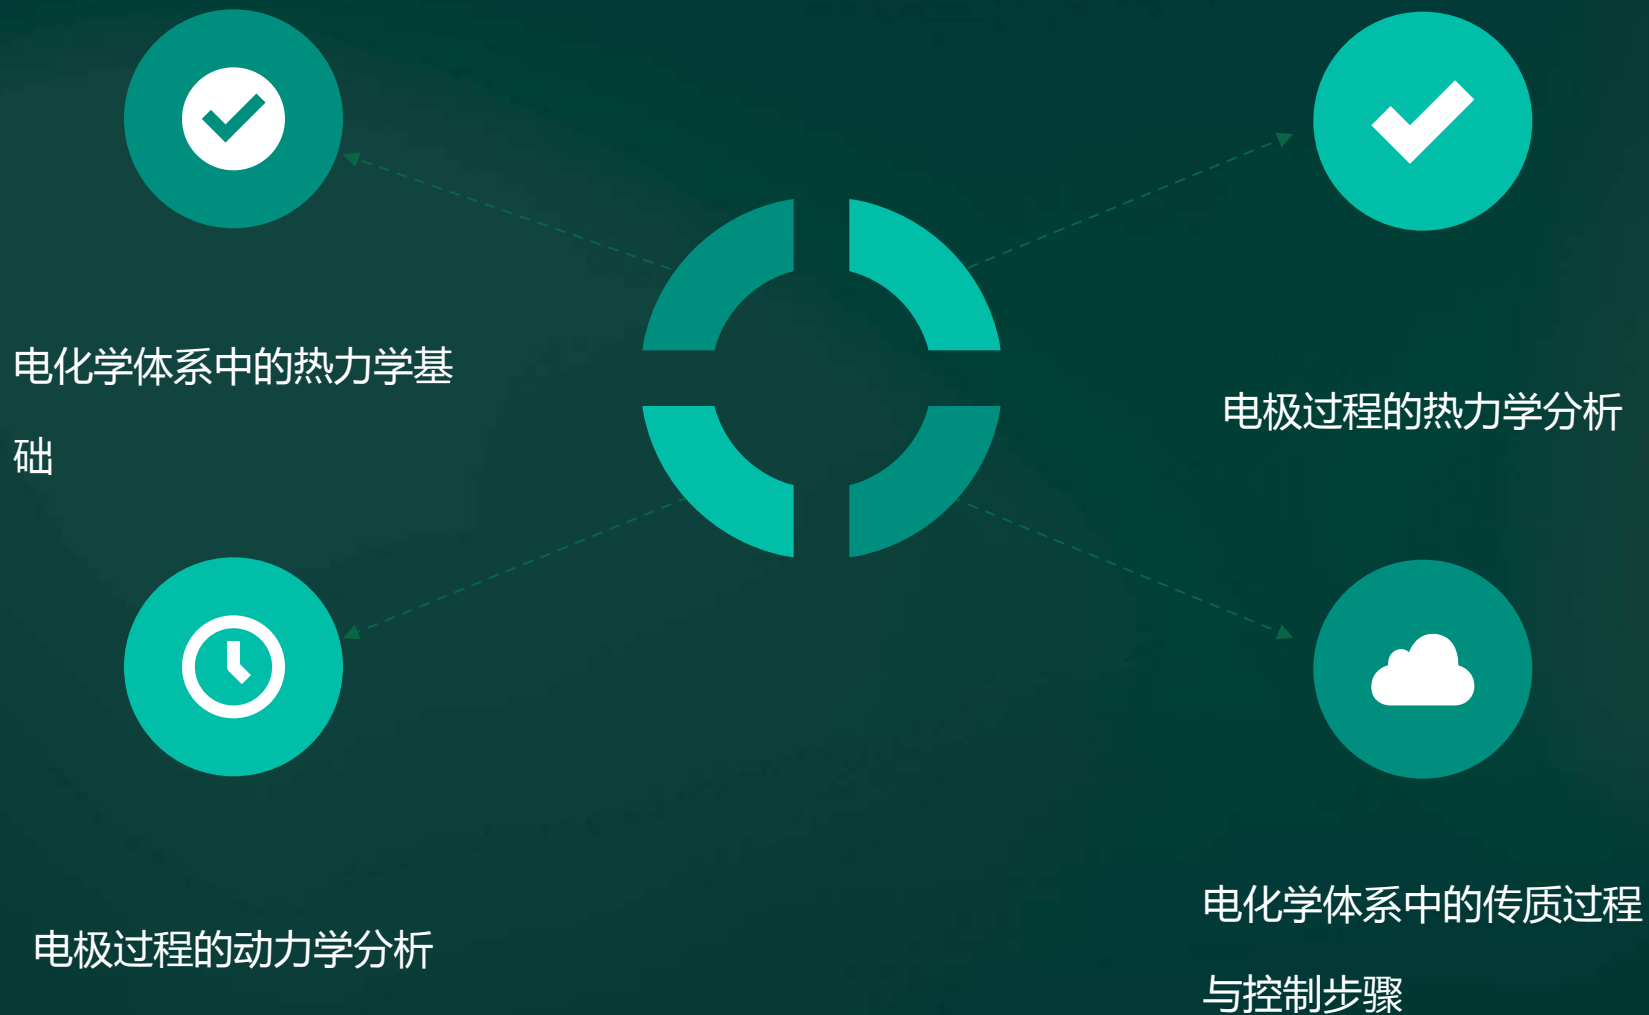 电化学体系中的热力学基
础
电极过程的热力学分析
电极过程的动力学分析
电化学体系中的传质过程
与控制步骤